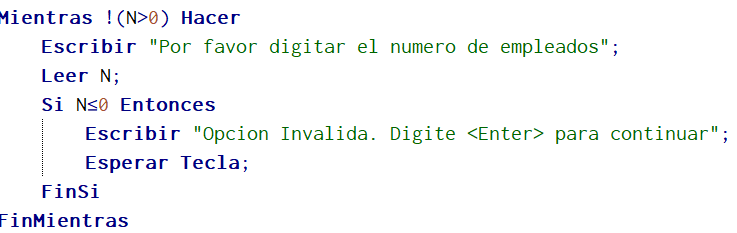 Mientras !(N>0) Hacer
Escribir "Por favor digitar el numero de empleados";
Leer N;
Si N≤0 Entonces
Escribir "Opcion Invalida. Digite <Enter> para continuar";
Esperar Tecla;
FinSi
FinMientras